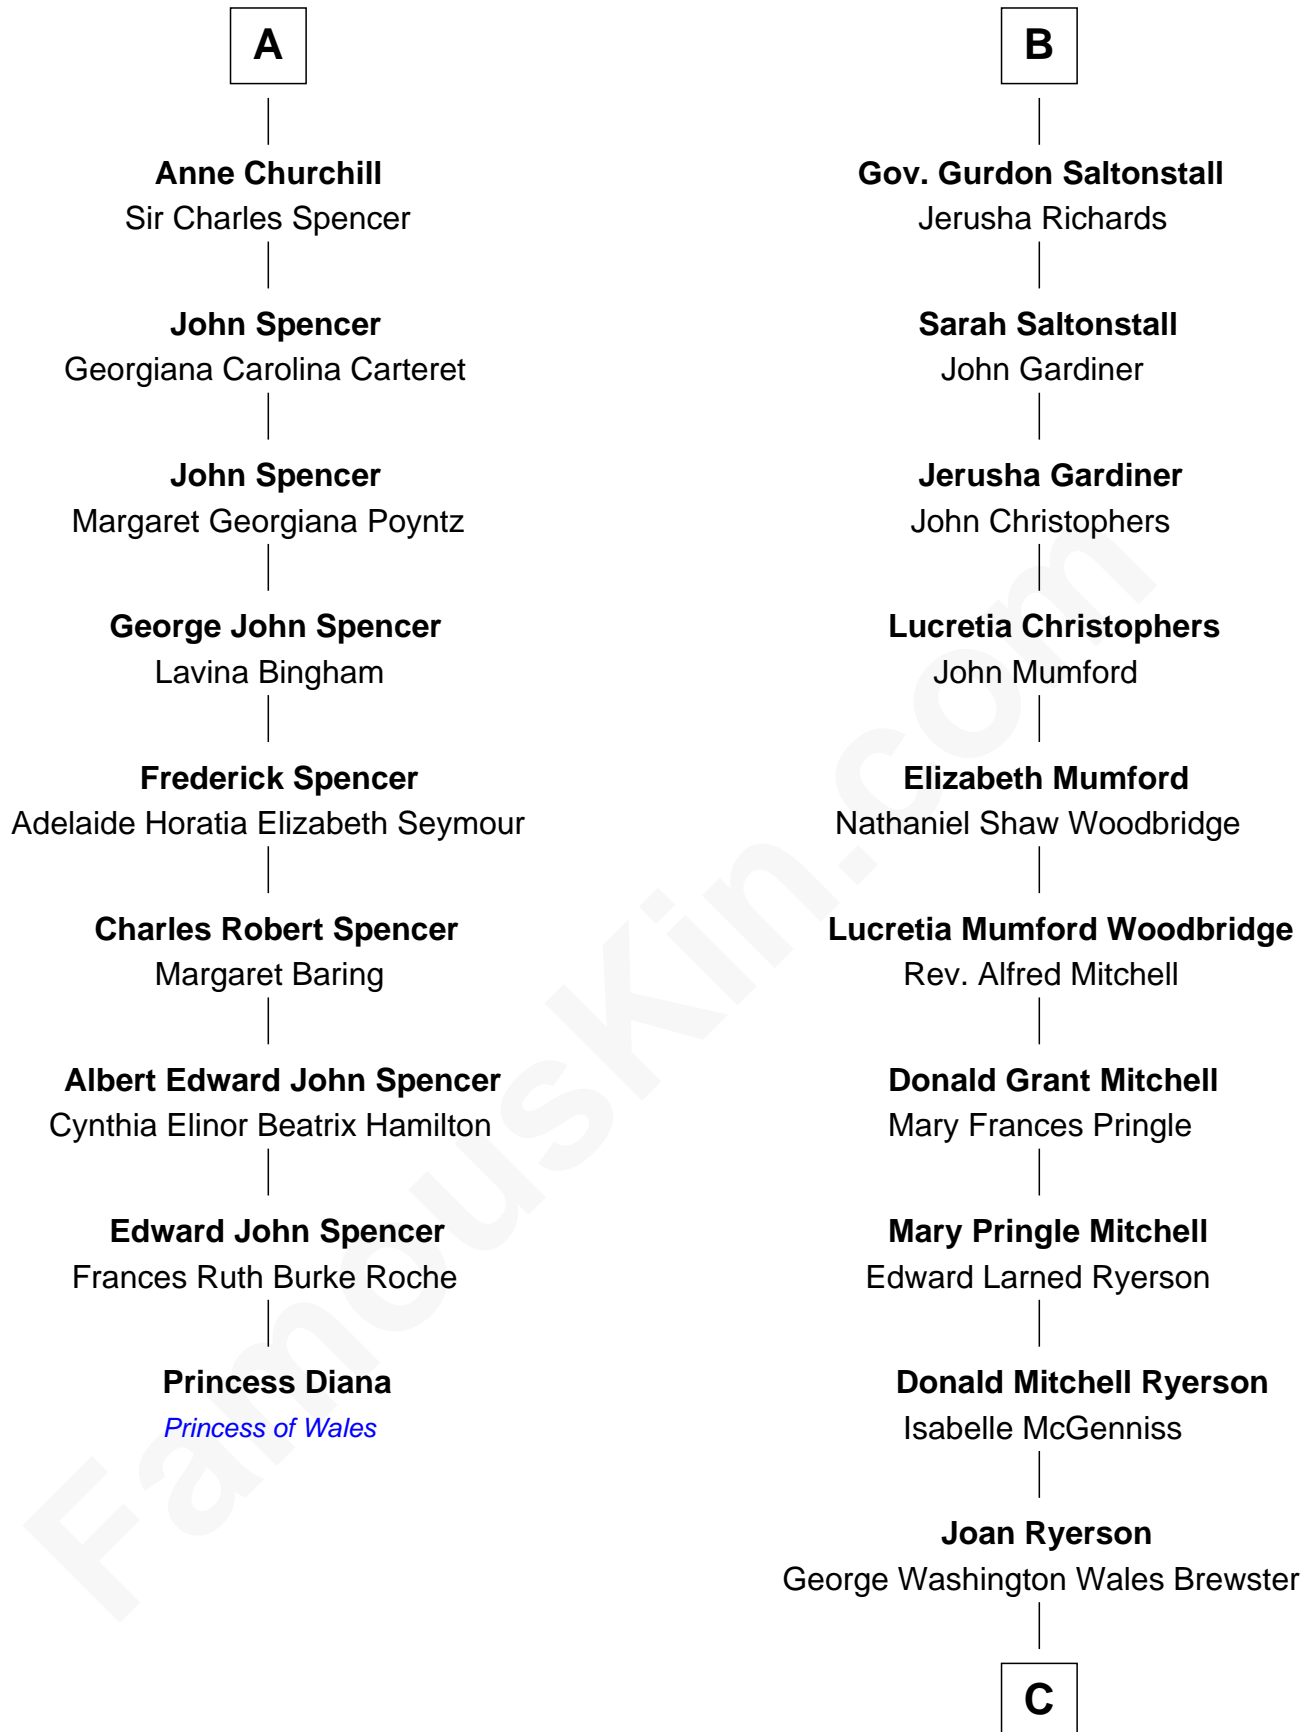 A
Anne Churchill
Sir Charles Spencer
John Spencer
Georgiana Carolina Carteret
John Spencer
Margaret Georgiana Poyntz
George John Spencer
Lavina Bingham
Frederick Spencer
Adelaide Horatia Elizabeth Seymour
Charles Robert Spencer
Margaret Baring
Albert Edward John Spencer
Cynthia Elinor Beatrix Hamilton
Edward John Spencer
Frances Ruth Burke Roche
Princess Diana
Princess of Wales
B
Gov. Gurdon Saltonstall
Jerusha Richards
Sarah Saltonstall
John Gardiner
Jerusha Gardiner
John Christophers
Lucretia Christophers
John Mumford
Elizabeth Mumford
Nathaniel Shaw Woodbridge
Lucretia Mumford Woodbridge
Rev. Alfred Mitchell
Donald Grant Mitchell
Mary Frances Pringle
Mary Pringle Mitchell
Edward Larned Ryerson
Donald Mitchell Ryerson
Isabelle McGenniss
Joan Ryerson
George Washington Wales Brewster
C
FamousKin.com